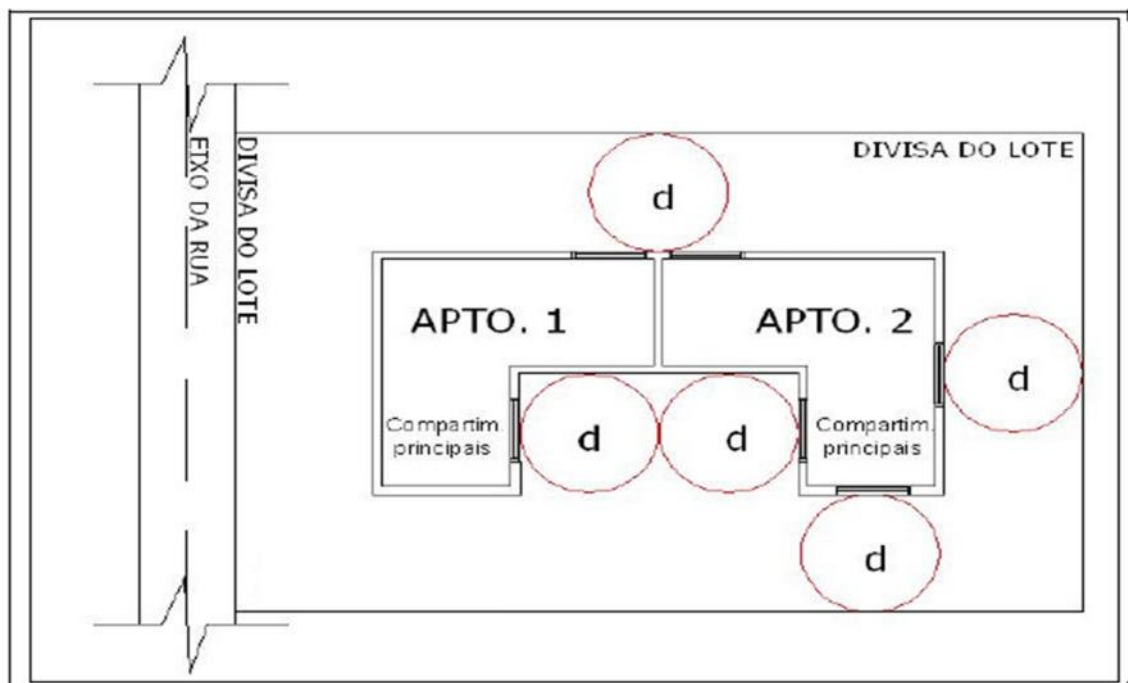 EIXO DA RUA
DIVISA DO LOTE
DIVISA DO LOTE
d
APTO. 1
APTO. 2
d
Compartim.
principais
d
d
Compartim.
principais
d